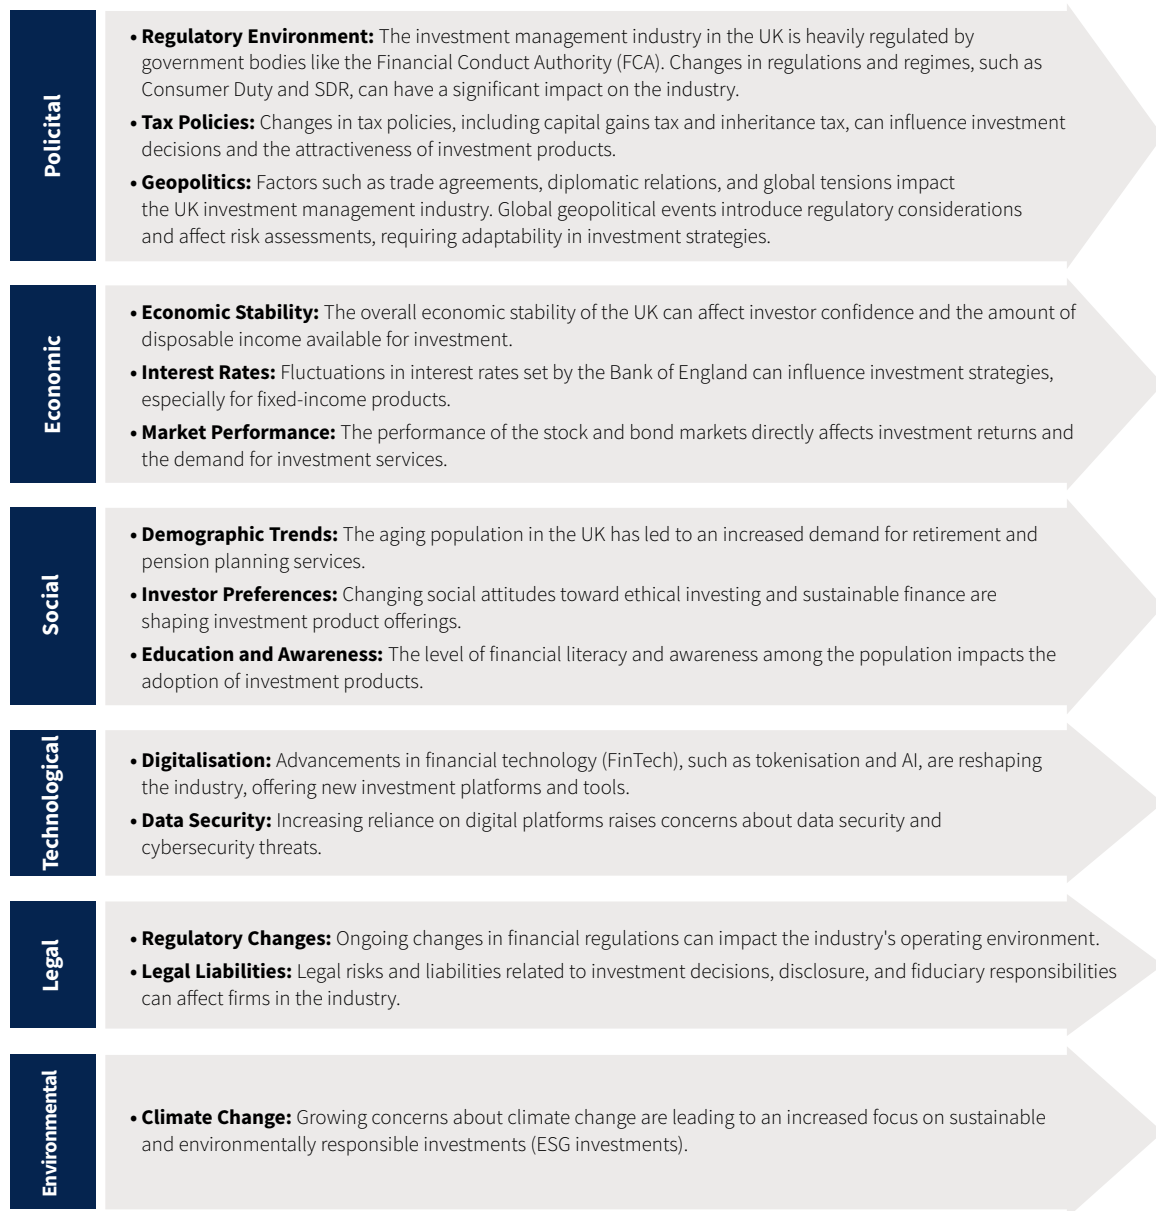 Policital
• Regulatory Environment: The investment management industry in the UK is heavily regulated by
government bodies like the Financial Conduct Authority (FCA). Changes in regulations and regimes, such as
Consumer Duty and SDR, can have a significant impact on the industry.
• Tax Policies: Changes in tax policies, including capital gains tax and inheritance tax, can influence investment
decisions and the attractiveness of investment products.
• Geopolitics: Factors such as trade agreements, diplomatic relations, and global tensions impact
the UK investment management industry. Global geopolitical events introduce regulatory considerations
and affect risk assessments, requiring adaptability in investment strategies.
Economic
• Economic Stability: The overall economic stability of the UK can affect investor confidence and the amount of
disposable income available for investment.
• Interest Rates: Fluctuations in interest rates set by the Bank of England can influence investment strategies,
especially for fixed-income products.
• Market Performance: The performance of the stock and bond markets directly affects investment returns and
the demand for investment services.
Social
• Demographic Trends: The aging population in the UK has led to an increased demand for retirement and
pension planning services.
• Investor Preferences: Changing social attitudes toward ethical investing and sustainable finance are
shaping investment product offerings.
• Education and Awareness: The level of financial literacy and awareness among the population impacts the
adoption of investment products.
Technological
• Digitalisation: Advancements in financial technology (FinTech), such as tokenisation and AI, are reshaping
the industry, offering new investment platforms and tools.
• Data Security: Increasing reliance on digital platforms raises concerns about data security and
cybersecurity threats.
Legal
• Regulatory Changes: Ongoing changes in financial regulations can impact the industry's operating environment.
• Legal Liabilities: Legal risks and liabilities related to investment decisions, disclosure, and fiduciary responsibilities
can affect firms in the industry.
Environmental
• Climate Change: Growing concerns about climate change are leading to an increased focus on sustainable
and environmentally responsible investments (ESG investments).